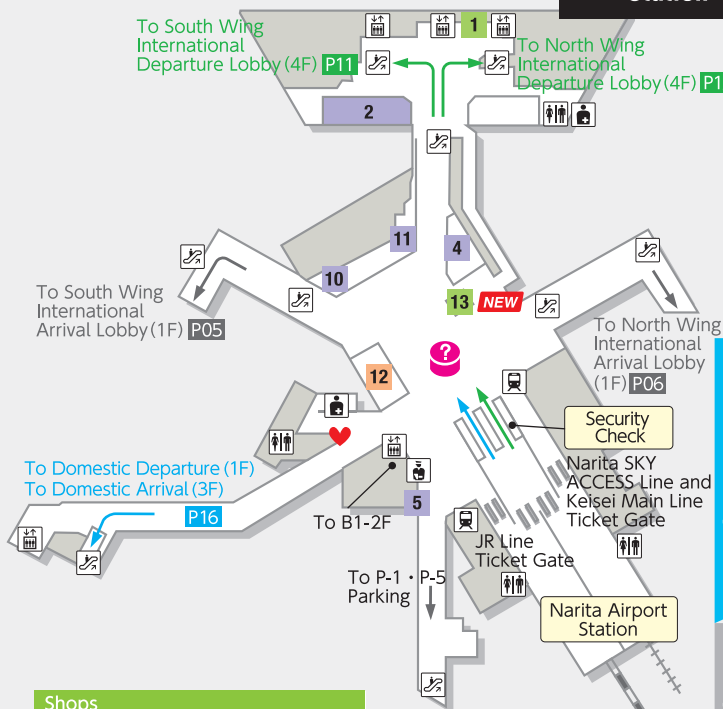 Station
To South Wing
International
Departure Lobby (4F) P11
1
To North Wing
International
Departure Lobby (4F) P1
2
11
4
10
13 NEW
To South Wing
International
Arrival Lobby (1F) P05
?
To North Wing
International
Arrival Lobby
(1F) P06
12
Security
Check
Narita SKY
ACCESS Line and
Keisei Main Line
Ticket Gate
To Domestic Departure (1F)
To Domestic Arrival (3F)
P16
To B1-2F
5
JR Line
Ticket Gate
To P-1・P-5
Parking
Narita Airport
Station
Shops